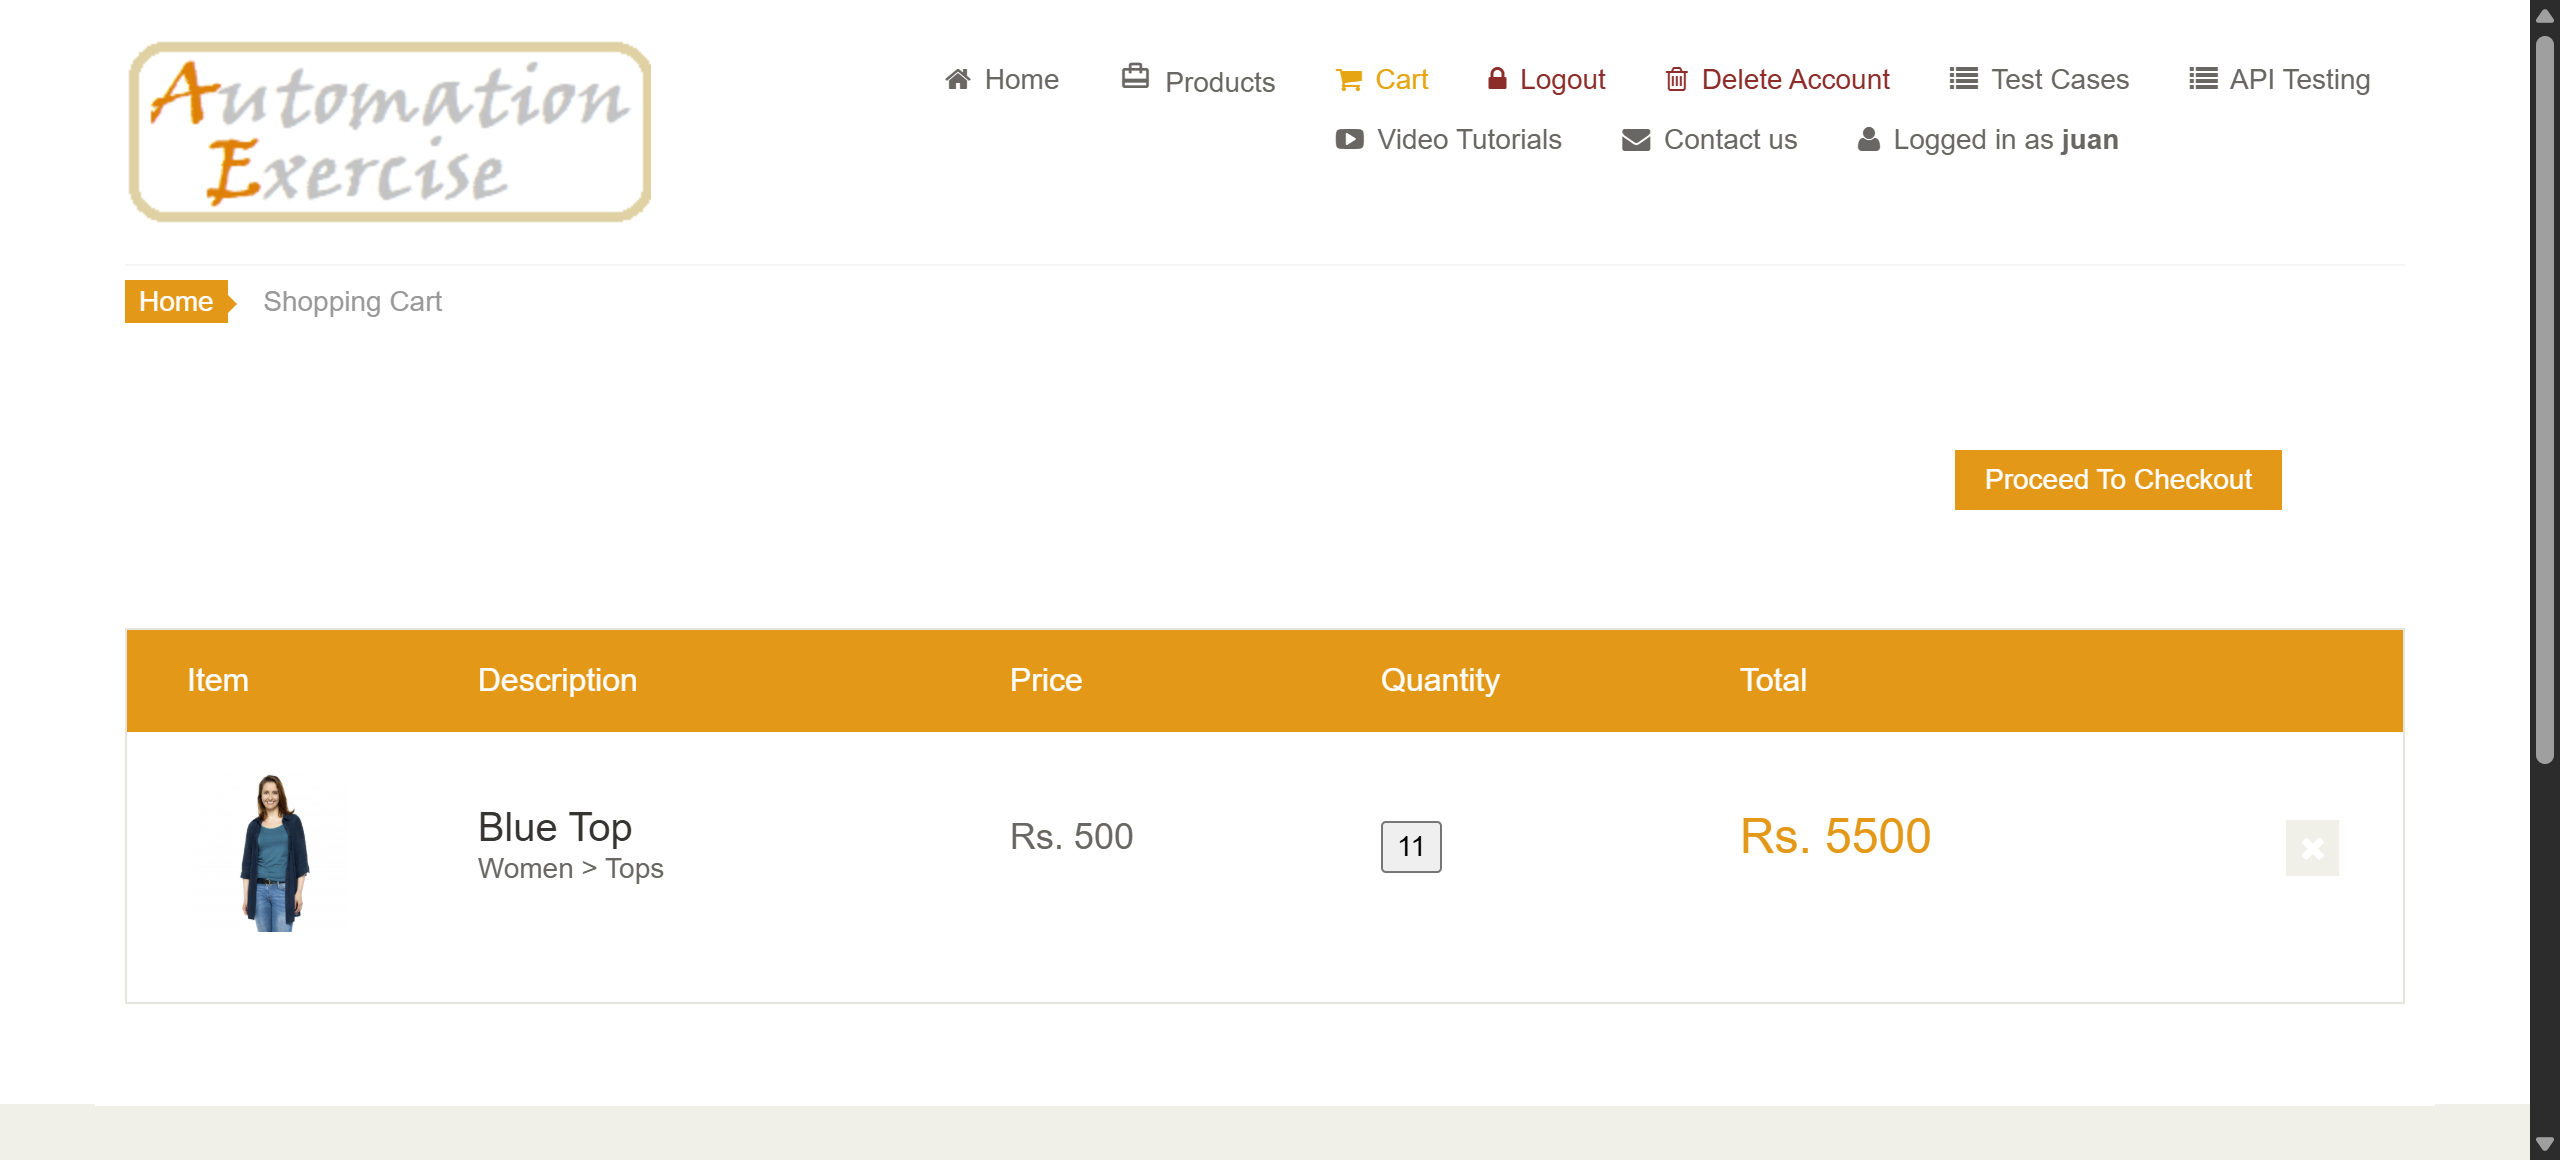 Automation
Exercise
Home
Products
Cart
Logout
Delete Account
Test Cases
API Testing
Video Tutorials
Contact us
Logged in as juan
Home
Shopping Cart
Proceed To Checkout
Item
Description
Price
Quantity
Total
Blue Top
Women > Tops
Rs. 500
11
Rs. 5500